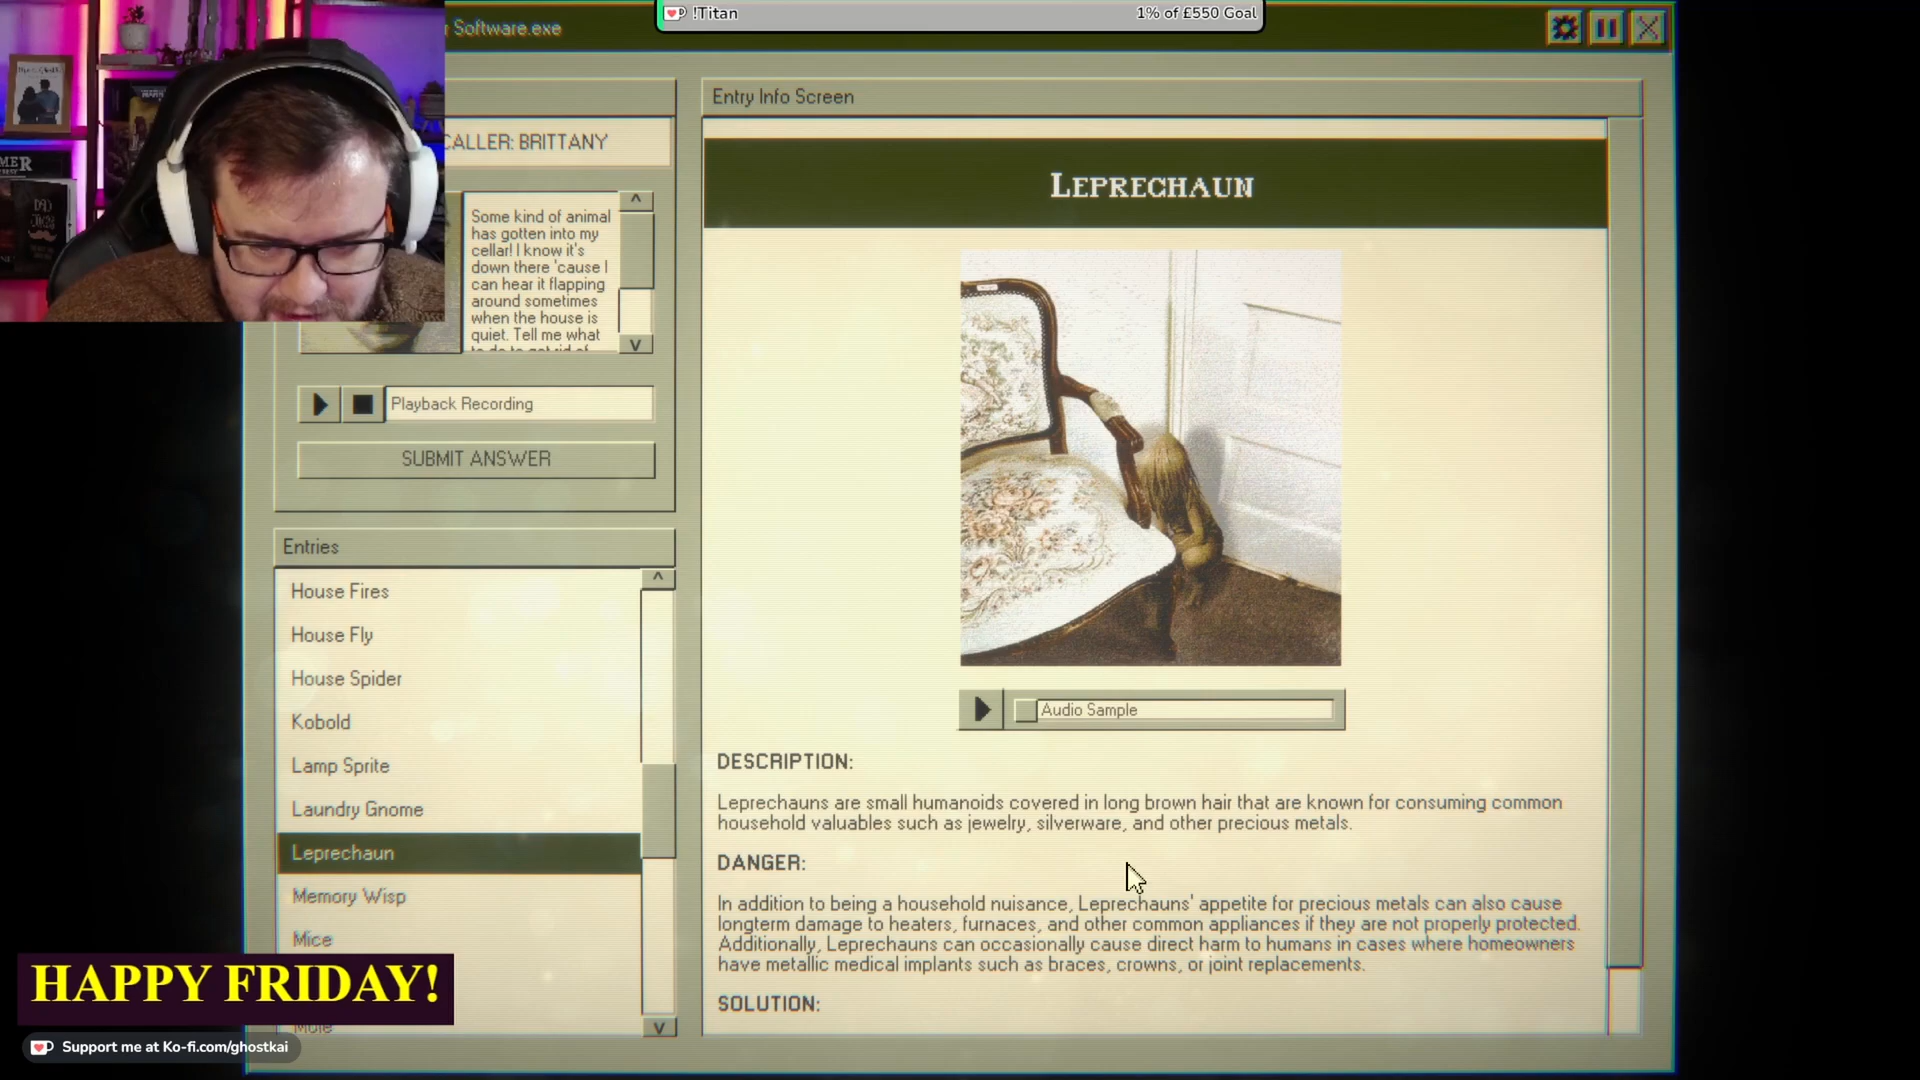 !Titan
1% of £550 Goal
Software.exe
CALLER: BRITTANY
Some kind of animal
has gotten into my
cellar! I know it's
down there 'cause I
can hear it flapping
around sometimes
when the house is
quiet. Tell me what
to do to get rid of
Playback Recording
SUBMIT ANSWER
Entries
House Fires
House Fly
House Spider
Kobold
Lamp Sprite
Laundry Gnome
Leprechaun
Memory Wisp
Mice
Mole
Entry Info Screen
LEPRECHAUN
Audio Sample
DESCRIPTION:
Leprechauns are small humanoids covered in long brown hair that are known for consuming common
household valuables such as jewelry, silverware, and other precious metals.
DANGER:
In addition to being a household nuisance, Leprechauns' appetite for precious metals can also cause
longterm damage to heaters, furnaces, and other common appliances if they are not properly protected.
Additionally, Leprechauns can occasionally cause direct harm to humans in cases where homeowners
have metallic medical implants such as braces, crowns, or joint replacements.
SOLUTION:
HAPPY FRIDAY!
Support me at Ko-fi.com/ghostkai